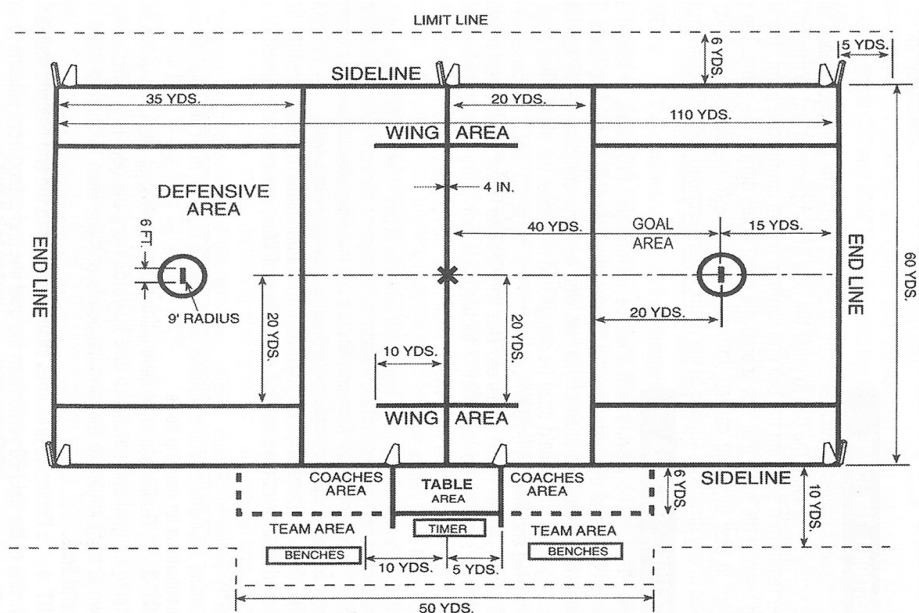 LIMIT LINE
6 YDS.
5 YDS.
SIDELINE
35 YDS.
20 YDS.
110 YDS.
WING AREA
DEFENSIVE
AREA
4 IN.
6 FT.
40 YDS.
GOAL
AREA
15 YDS.
END LINE
END LINE
60 YDS.
9' RADIUS
20 YDS.
20 YDS.
20 YDS.
10 YDS.
WING AREA
COACHES
AREA
TABLE
AREA
COACHES
AREA
6 YDS.
SIDELINE
10 YDS.
TEAM AREA
TIMER
TEAM AREA
BENCHES
10 YDS.
5 YDS.
BENCHES
50 YDS.